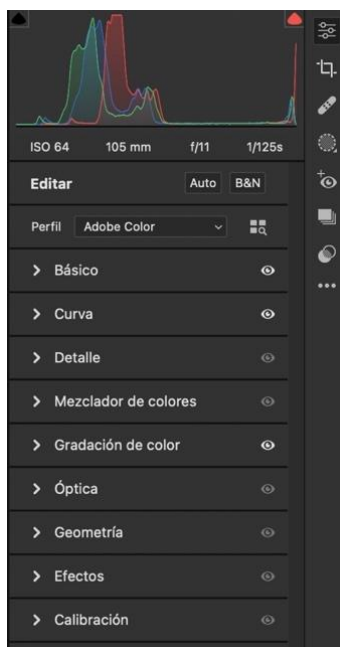 ISO 64 105 mm f/11 1/125s
Editar Auto B&N
Perfil Adobe Color
Básico
Curva
Detalle
Mezclador de colores
Gradación de color
Óptica
Geometría
Efectos
Calibración